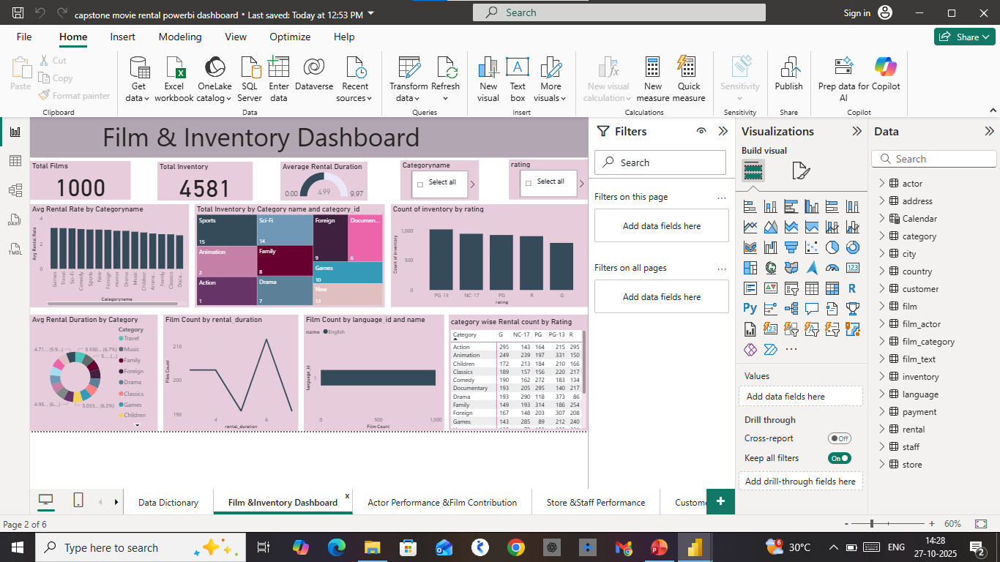 capstone movie rental powerbi dashboard • Last saved: Today at 12:53 PM
Search
Sign in
File
Home
Insert
Modeling
View
Optimize
Help
Share
Paste
Cut
Copy
Format painter
Clipboard
Get data
Excel workbook
OneLake catalog
SQL Server
Enter data
Dataverse
Recent sources
Data
Transform data
Refresh
Queries
New visual
Text box
More visuals
Insert
New visual calculation
New measure
Quick measure
Calculations
Sensitivity
Sensitivity
Publish
Share
Prep data for AI
Copilot
Copilot
Film & Inventory Dashboard
Total Films
1000
Total Inventory
4581
Average Rental Duration
0.00
4.99
9.97
Categoryname
Select all
rating
Select all
Avg Rental Rate by Categoryname
Avg Rental Rate
4
2
0
Games
Travel
Sci-Fi
Comedy
Sports
New
Foreign
Horror
Drama
Music
Children
Anima...
Family
Classics
Docu...
Categoryname
Total Inventory by Category name and category_id
Sports
15
Animation
2
Action
1
Sci-Fi
14
Family
8
Drama
7
Foreign
9
Documen...
6
Games
10
New
13
Count of inventory by rating
Count of inventory
1,000
500
0
PG-13
NC-17
PG
R
G
rating
Avg Rental Duration by Category
4.71... (5.9...)
5.350... (6.7%)
5.... (...)
4.95... (6....)
5.033... (6.3%)
Category
Travel
Music
Family
Foreign
Drama
Classics
Games
Children
Film Count by rental_duration
Film Count
210
200
190
4
6
rental_duration
Film Count by language_id and name
name English
language_id
1
0
500
1,000
Film Count
category wise Rental count by Rating
Category G NC-17 PG PG-13 R
Action 295 143 164 215 295
Animation 249 239 197 331 150
Children 172 213 184 210 166
Classics 189 157 156 220 217
Comedy 190 162 272 183 134
Documentary 193 205 295 140 217
Drama 193 290 118 373 86
Family 149 193 314 186 254
Foreign 167 148 203 307 208
Games 143 285 89 212 240
Filters
Search
Filters on this page
...
Add data fields here
Filters on all pages
...
Add data fields here
Visualizations
Build visual
123
R
Py
123
...
Values
Add data fields here
Drill through
Cross-report
Off
Keep all filters
On
Add drill-through fields here
Data
Search
actor
address
Calendar
category
city
country
customer
film
film_actor
film_category
film_text
inventory
language
payment
rental
staff
store
DAX
TMDL
Data Dictionary
Film &Inventory Dashboard
x
Actor Performance &Film Contribution
Store &Staff Performance
Custome
+
Page 2 of 6
-
+
60%
Type here to search
6
30°C
ENG
14:28
27-10-2025
2